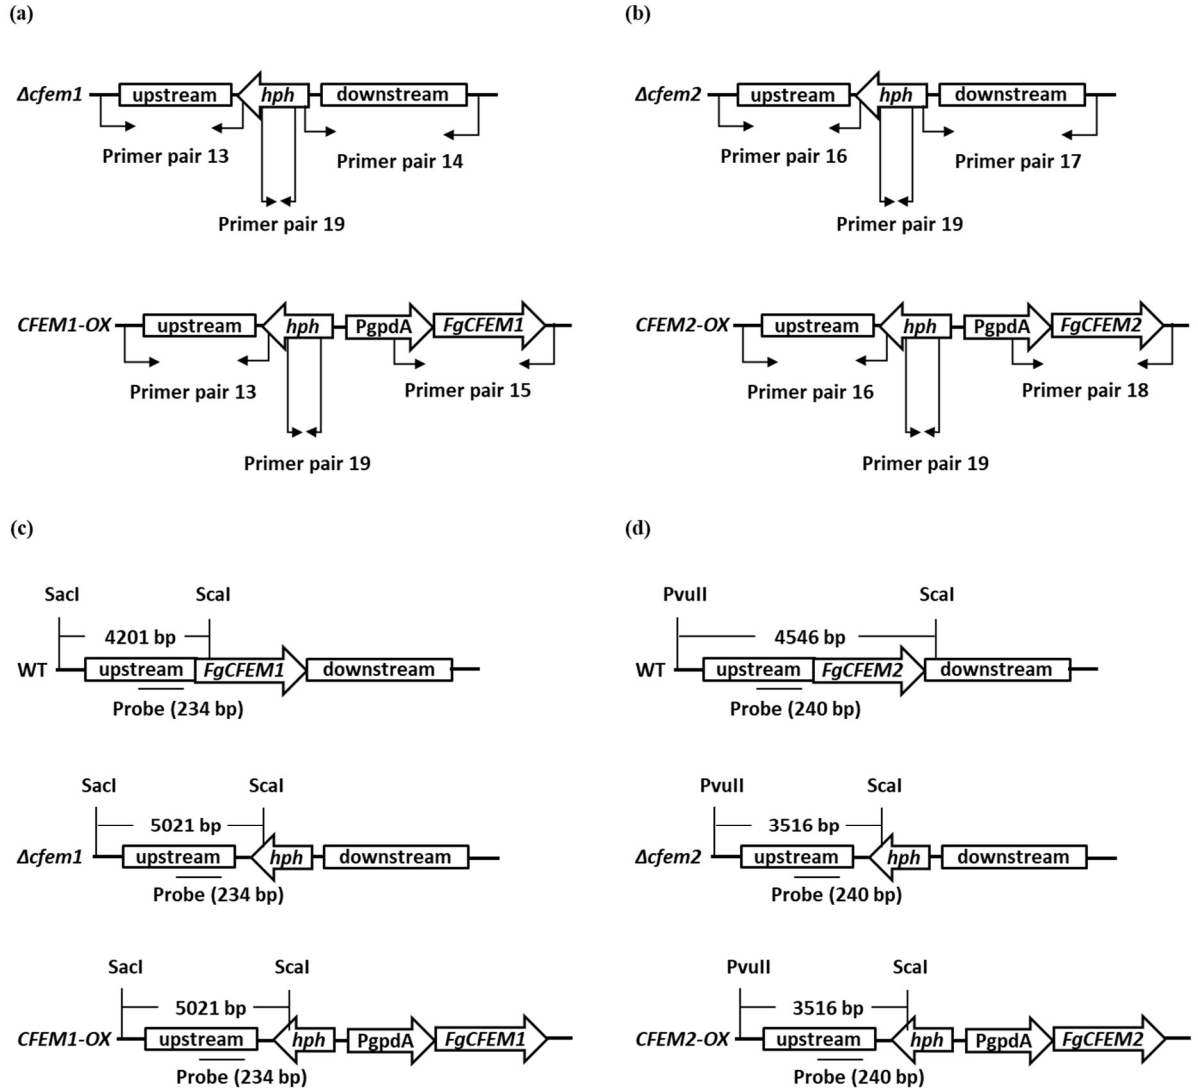 (a)
Δcfem1 upstream hph downstream
Primer pair 13 Primer pair 14
Primer pair 19
CFEM1-OX upstream hph PgpdA FgCFEM1
Primer pair 13 Primer pair 15
Primer pair 19
(b)
Δcfem2 upstream hph downstream
Primer pair 16 Primer pair 17
Primer pair 19
CFEM2-OX upstream hph PgpdA FgCFEM2
Primer pair 16 Primer pair 18
Primer pair 19
(c)
SacI ScaI
4201 bp
WT upstream FgCFEM1 downstream
Probe (234 bp)
SacI ScaI
5021 bp
Δcfem1 upstream hph downstream
Probe (234 bp)
SacI ScaI
5021 bp
CFEM1-OX upstream hph PgpdA FgCFEM1
Probe (234 bp)
(d)
PvuII ScaI
4546 bp
WT upstream FgCFEM2 downstream
Probe (240 bp)
PvuII ScaI
3516 bp
Δcfem2 upstream hph downstream
Probe (240 bp)
PvuII ScaI
3516 bp
CFEM2-OX upstream hph PgpdA FgCFEM2
Probe (240 bp)